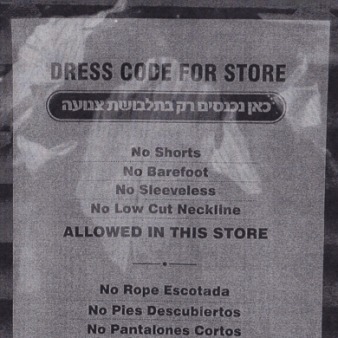 DRESS CODE FOR STORE
כאן נכנסים רק בתלבושת צנועה
No Shorts
No Barefoot
No Sleeveless
No Low Cut Neckline
ALLOWED IN THIS STORE
No Rope Escotada
No Pies Descubiertos
No Pantalones Cortos